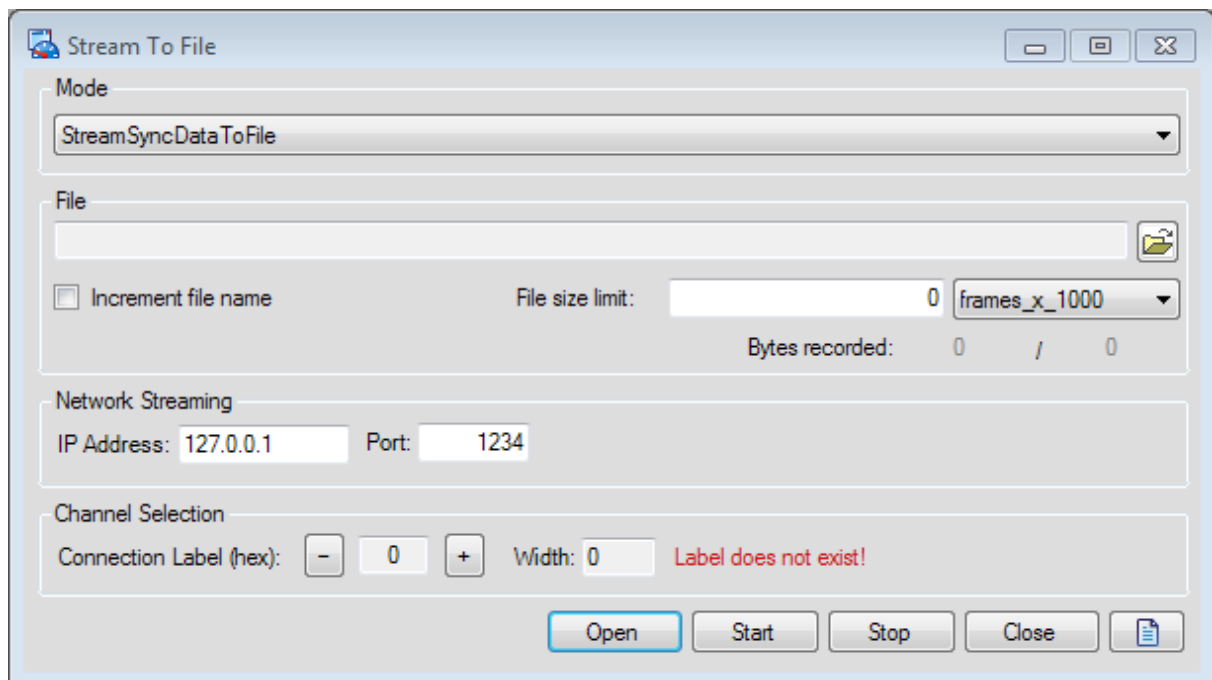 Stream To File
Mode
StreamSyncDataToFile
File
Increment file name File size limit: 0 frames_x_1000
Bytes recorded: 0 / 0
Network Streaming
IP Address: 127.0.0.1 Port: 1234
Channel Selection
Connection Label (hex): - 0 + Width: 0 Label does not exist!
Open Start Stop Close